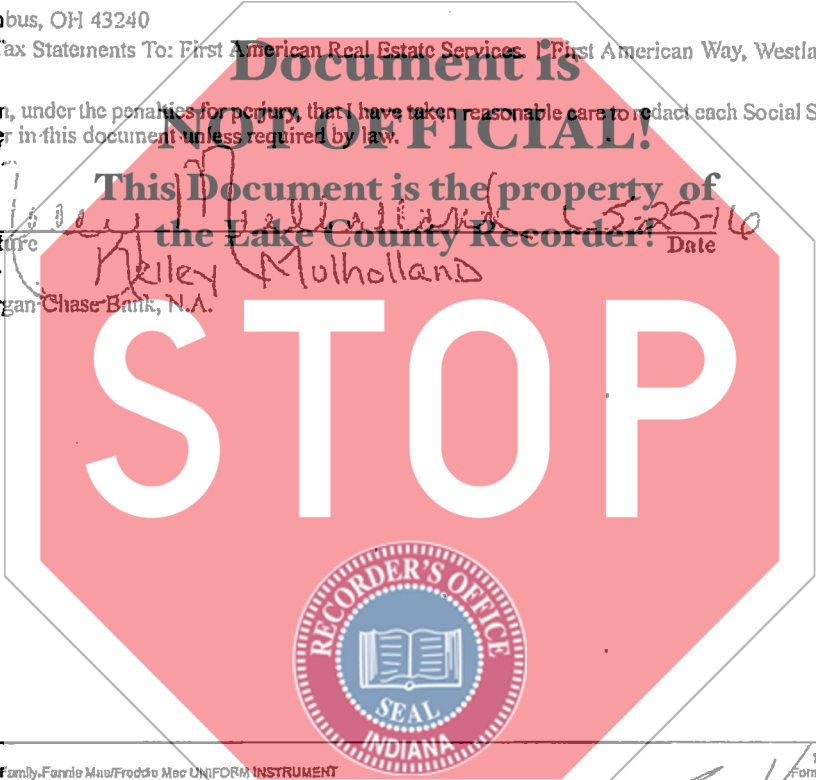 bus, OH 43240
Tax Statements To: First American Real Estate Services, 1 First American Way, Westla
Document is
n, under the penalties for perjury, that I have taken reasonable care to redact each Social S
NOT OFFICIAL!
r in this document unless required by law.
This Document is the property of
5-25-16
the Lake County Recorder!
ture Date
Kelley Mulholland
gan Chase Bank, N.A.
STOP
RECORDER'S OFFICE
SEAL
INDIANA
Family-Fannie Mae/Freddie Mac UNIFORM INSTRUMENT